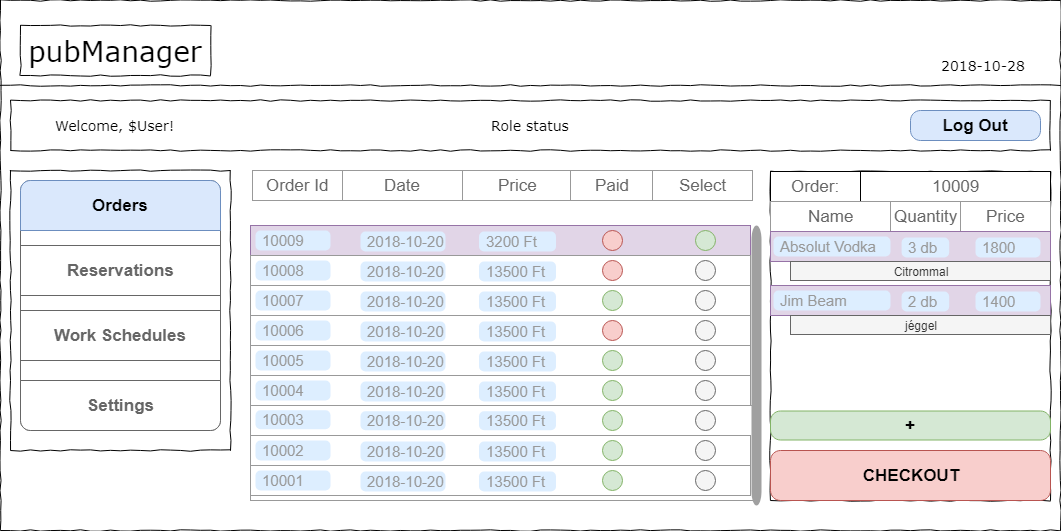 pubManager
2018-10-28
Welcome, $User!
Role status
Log Out
Orders
Reservations
Work Schedules
Settings
Order Id Date Price Paid Select
10009 2018-10-20 3200 Ft
10008 2018-10-20 13500 Ft
10007 2018-10-20 13500 Ft
10006 2018-10-20 13500 Ft
10005 2018-10-20 13500 Ft
10004 2018-10-20 13500 Ft
10003 2018-10-20 13500 Ft
10002 2018-10-20 13500 Ft
10001 2018-10-20 13500 Ft
Order: 10009
Name Quantity Price
Absolut Vodka 3 db 1800
Citrommal
Jim Beam 2 db 1400
jéggel
+
CHECKOUT